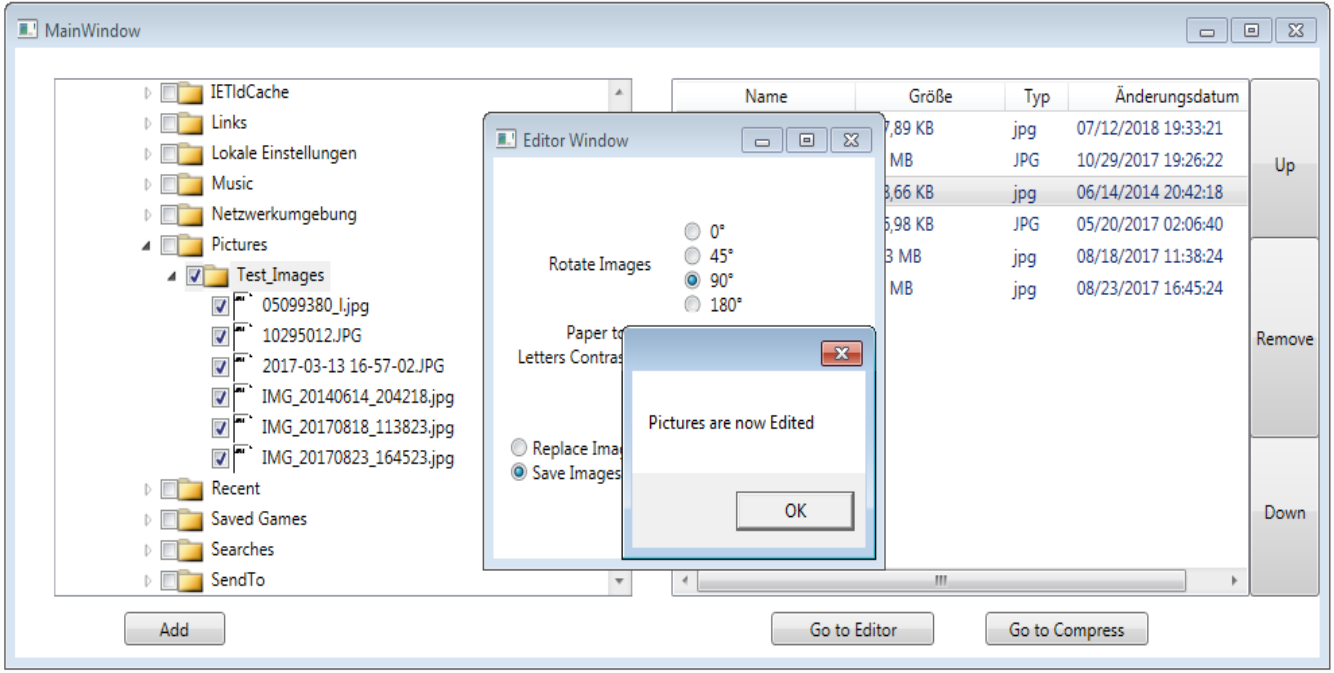 MainWindow
IETldCache
Links
Lokale Einstellungen
Music
Netzwerkumgebung
Pictures
Test_Images
05099380_l.jpg
10295012.JPG
2017-03-13 16-57-02.JPG
IMG_20140614_204218.jpg
IMG_20170818_113823.jpg
IMG_20170823_164523.jpg
Recent
Saved Games
Searches
SendTo
Add
Editor Window
Rotate Images
0°
45°
90°
180°
Paper to
Letters
Replace
Save Images
Pictures are now Edited
OK
Name Größe Typ Änderungsdatum
7,89 KB jpg 07/12/2018 19:33:21
MB JPG 10/29/2017 19:26:22
3,66 KB jpg 06/14/2014 20:42:18
5,98 KB JPG 05/20/2017 02:06:40
3 MB jpg 08/18/2017 11:38:24
MB jpg 08/23/2017 16:45:24
Up
Remove
Down
Go to Editor
Go to Compress